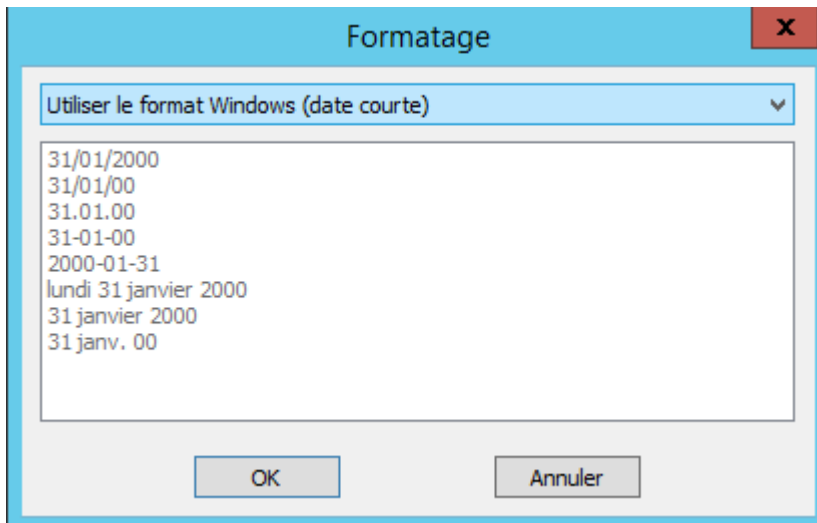 Formatage
x
Utiliser le format Windows (date courte)
31/01/2000
31/01/00
31.01.00
31-01-00
2000-01-31
lundi 31 janvier 2000
31 janvier 2000
31 janv. 00
OK
Annuler